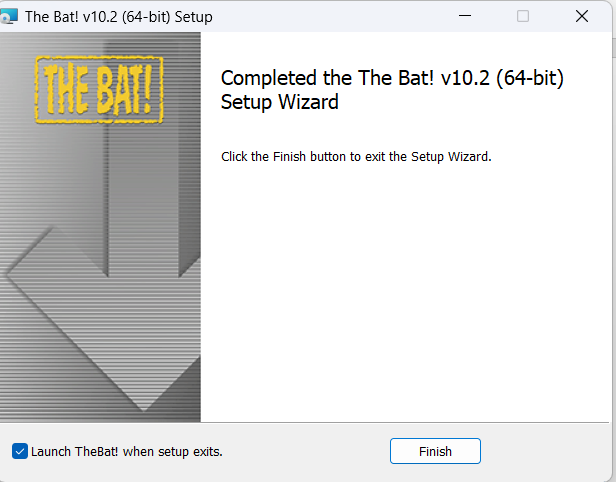 The Bat! v10.2 (64-bit) Setup
THE BAT!
Completed the The Bat! v10.2 (64-bit)
Setup Wizard
Click the Finish button to exit the Setup Wizard.
Launch TheBat! when setup exits.
Finish